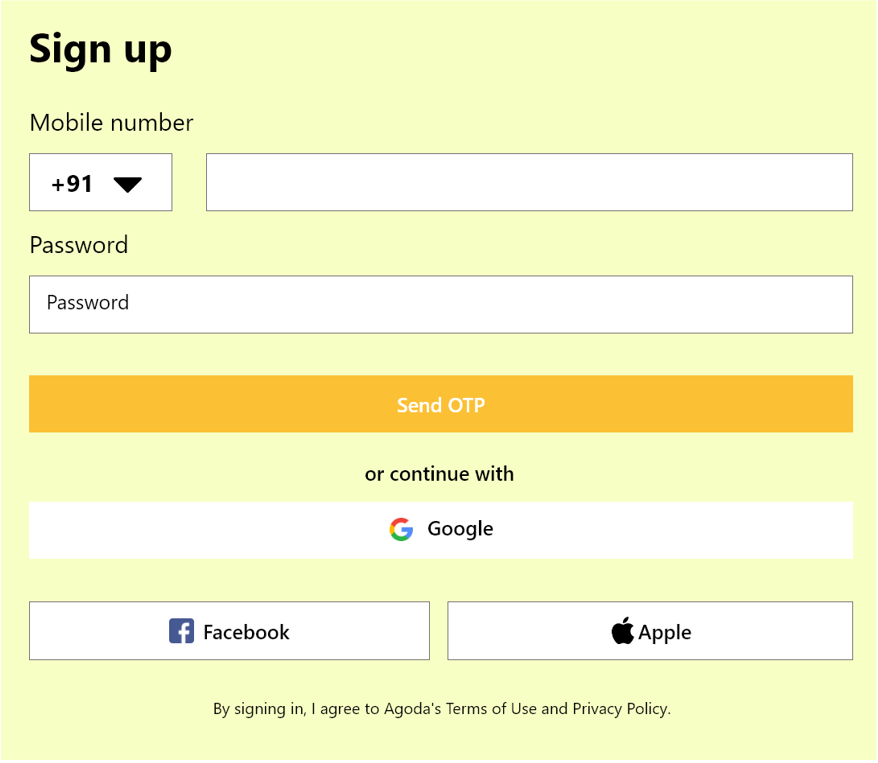 Sign up
Mobile number
+91
Password
Password
Send OTP
or continue with
Google
Facebook
Apple
By signing in, I agree to Agoda's Terms of Use and Privacy Policy.